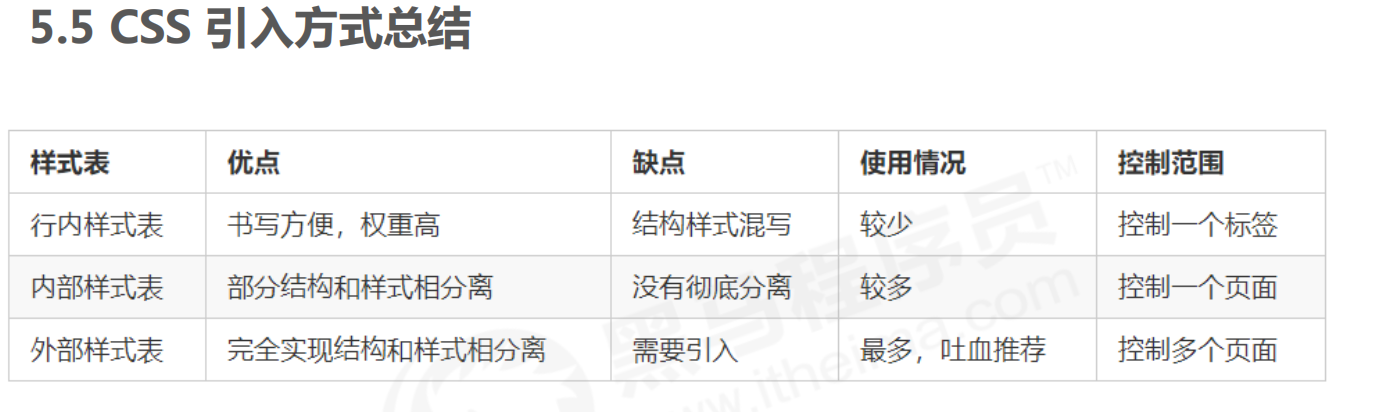 5.5 CSS 引入方式总结
样式表 优点 缺点 使用情况 控制范围
行内样式表 书写方便，权重高 结构样式混写 较少 控制一个标签
内部样式表 部分结构和样式相分离 没有彻底分离 较多 控制一个页面
外部样式表 完全实现结构和样式相分离 需要引入 最多，吐血推荐 控制多个页面
黑马程序员™
www.itheima.com